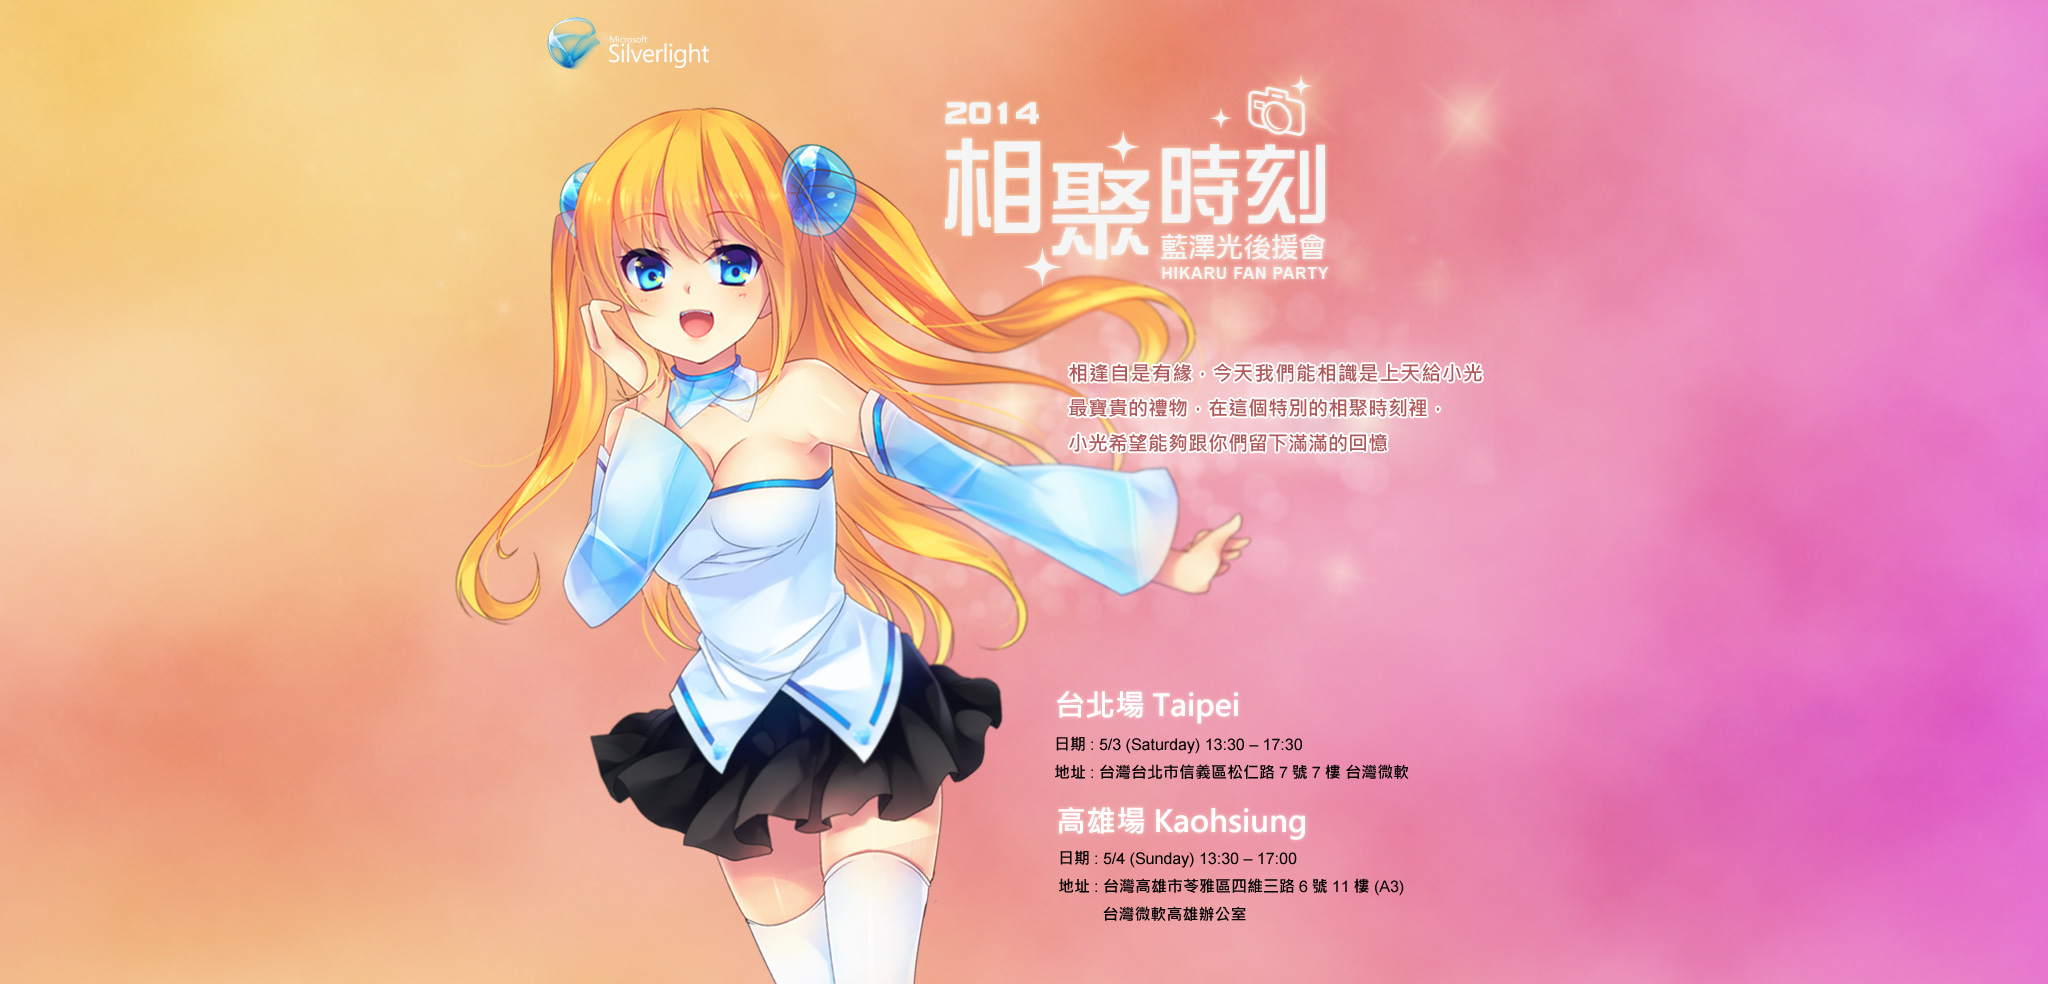 Microsoft
Silverlight
2014
相聚時刻
藍澤光後援會
HIKARU FAN PARTY
相逢自是有緣，今天我們能相識是上天給小光
最寶貴的禮物，在這個特別的相聚時刻裡，
小光希望能夠跟你們留下滿滿的回憶
台北場 Taipei
日期 : 5/3 (Saturday) 13:30 – 17:30
地址 : 台灣台北市信義區松仁路 7 號 7 樓 台灣微軟
高雄場 Kaohsiung
日期 : 5/4 (Sunday) 13:30 – 17:00
地址 : 台灣高雄市苓雅區四維三路 6 號 11 樓 (A3)
台灣微軟高雄辦公室